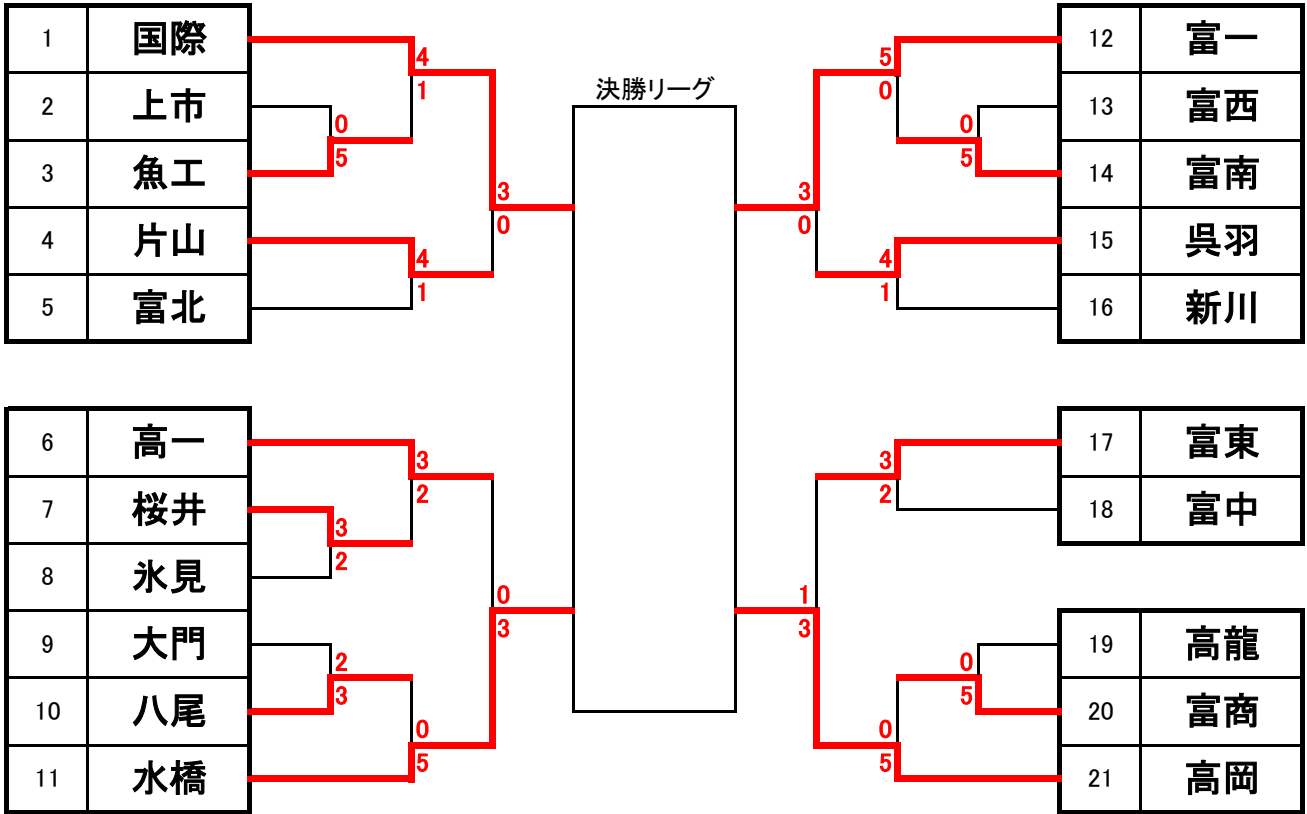 1 国際
2 上市
3 魚工
4 片山
5 富北
4
1
0
5
3
0
4
1
6 高一
7 桜井
8 氷見
9 大門
10 八尾
11 水橋
3
2
3
2
0
3
2
3
0
5
決勝リーグ
12 富一
13 富西
14 富南
15 呉羽
16 新川
5
0
0
5
3
0
4
1
17 富東
18 富中
3
2
1
3
19 高龍
20 富商
21 高岡
0
5
0
5